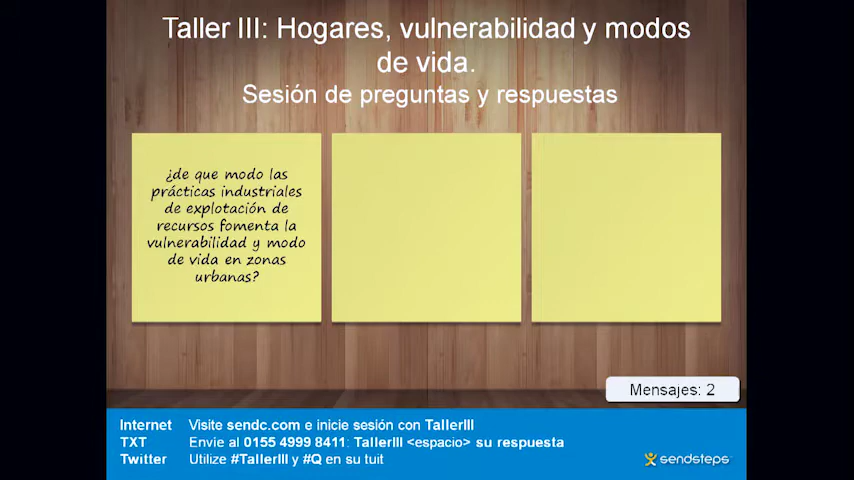 Taller III: Hogares, vulnerabilidad y modos
de vida.
Sesión de preguntas y respuestas
¿de que modo las
prácticas industriales
de explotación de
recursos fomenta la
vulnerabilidad y modo
de vida en zonas
urbanas?
Mensajes: 2
Internet Visite sendc.com e inicie sesión con TallerIII
TXT Envíe al 0155 4999 8411: TallerIII <espacio> su respuesta
Twitter Utilize #TallerIII y #Q en su tuit
sendsteps